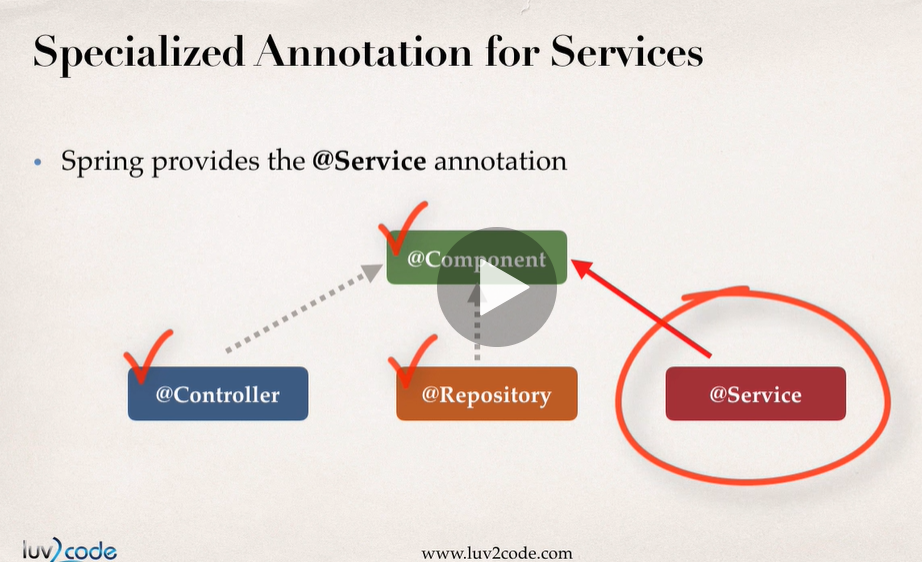 Specialized Annotation for Services
• Spring provides the @Service annotation
@Component
@Controller
@Repository
@Service
luv2code
www.luv2code.com